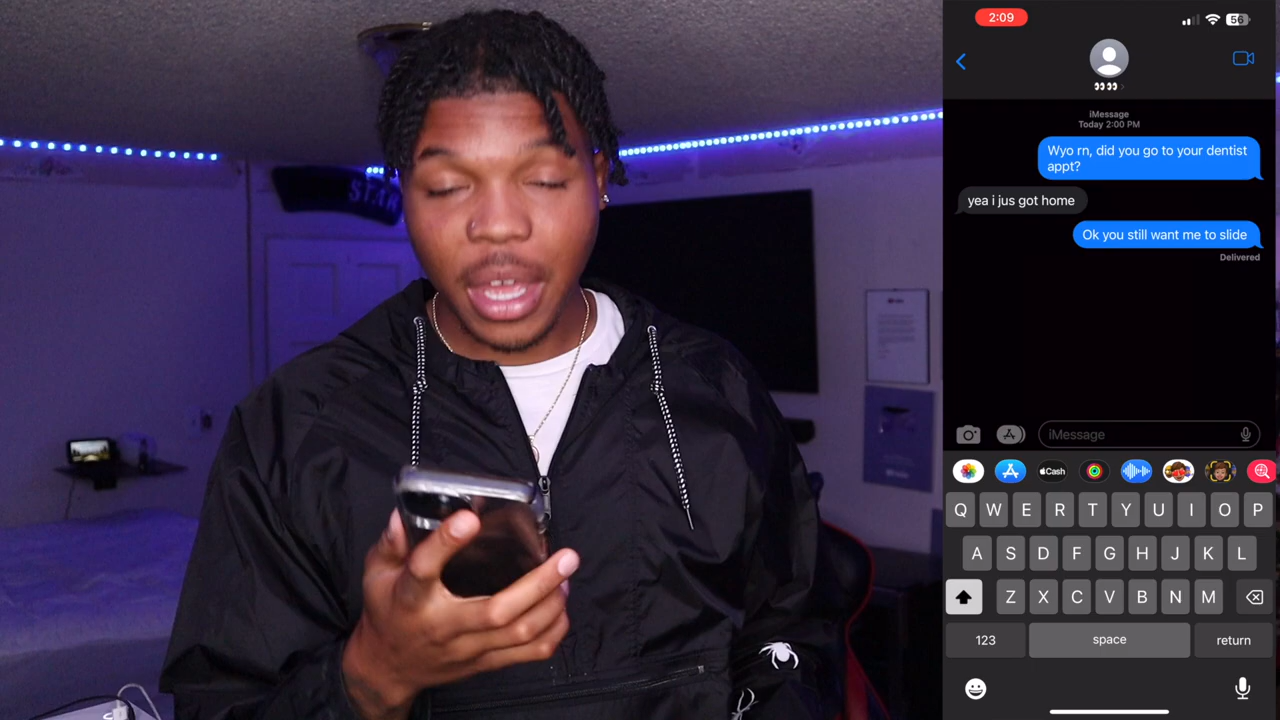 2:09
56
👀👀
iMessage
Today 2:00 PM
Wyo rn, did you go to your dentist
appt?
yea i jus got home
Ok you still want me to slide
Delivered
iMessage
Cash
Q W E R T Y U I O P
A S D F G H J K L
Z X C V B N M
123 space return